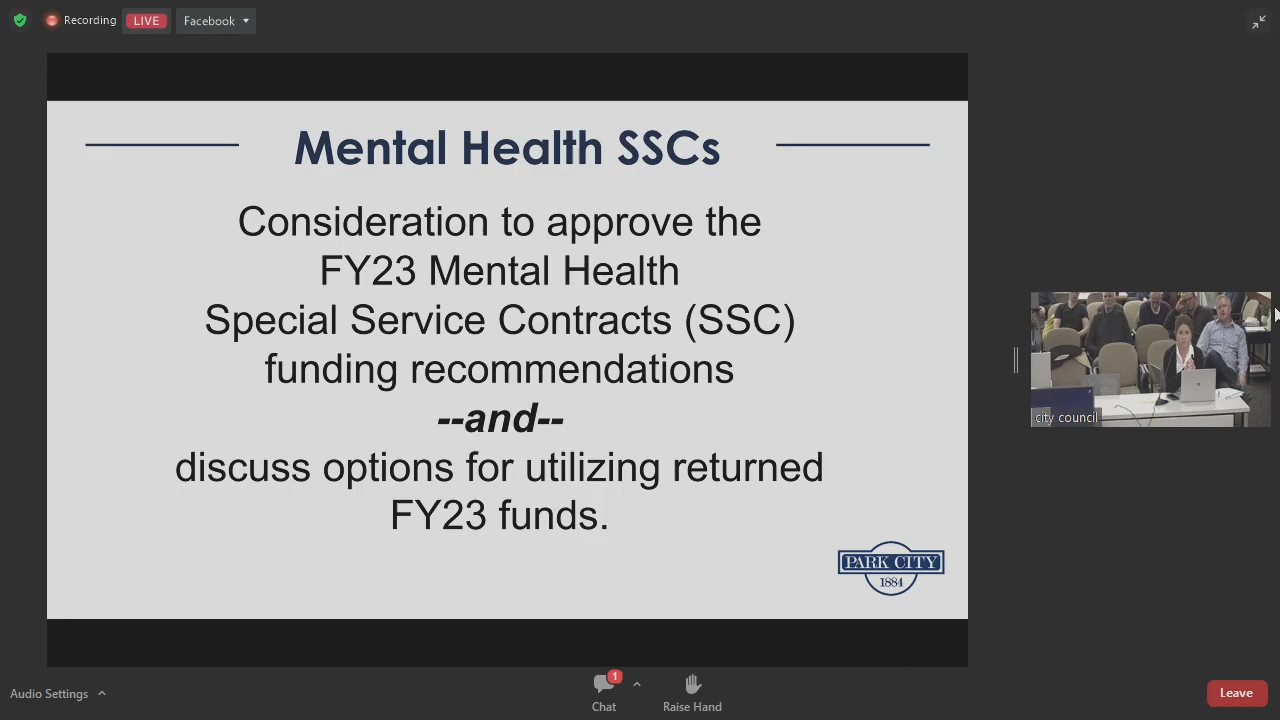 Recording
LIVE
Facebook
Mental Health SSCs
Consideration to approve the
FY23 Mental Health
Special Service Contracts (SSC)
funding recommendations
--and--
discuss options for utilizing returned
FY23 funds.
PARK CITY
1884
city council
Audio Settings
1
Chat
Raise Hand
Leave